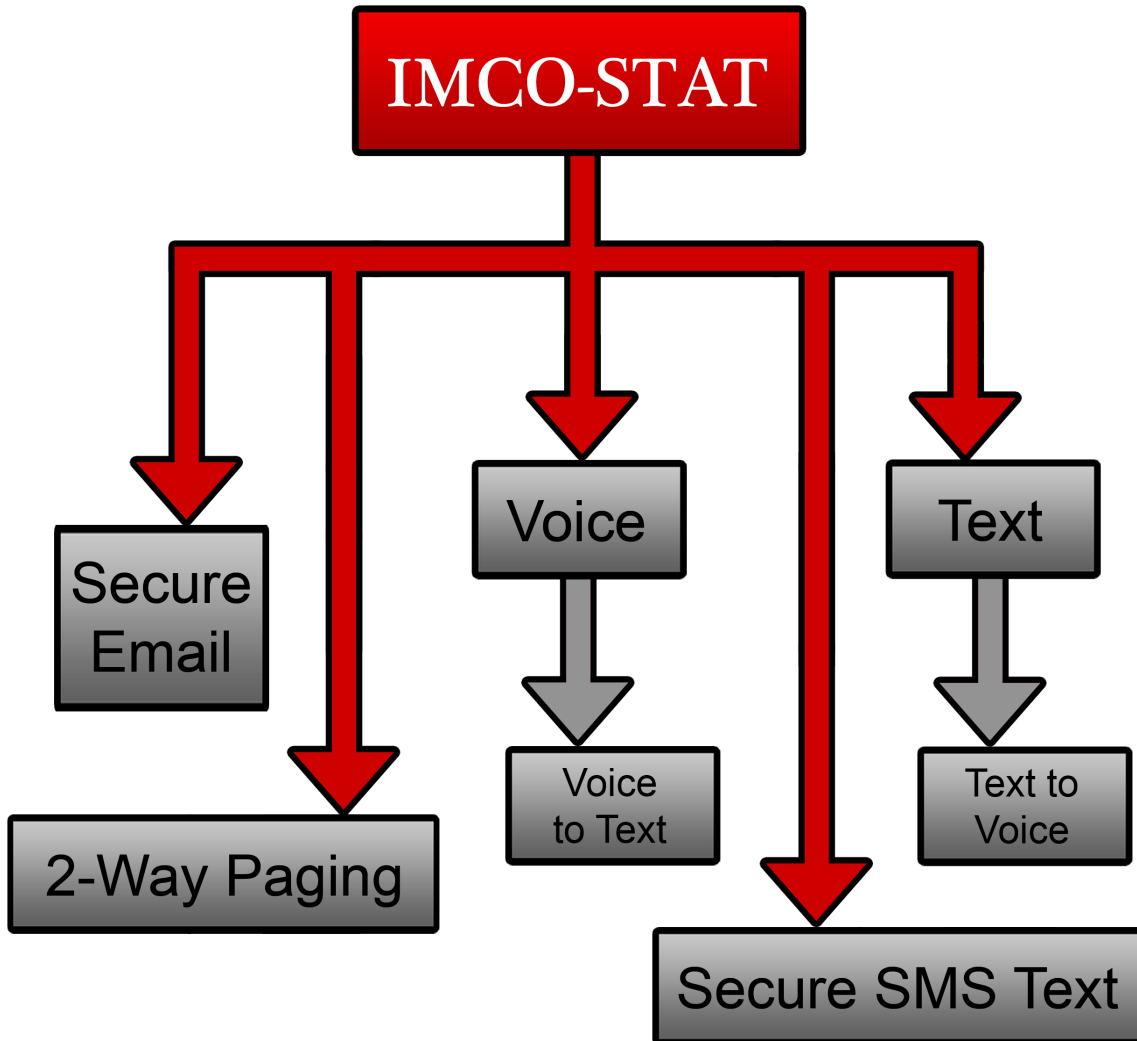 IMCO-STAT
Voice
Text
Secure
Email
Voice
to Text
Text to
Voice
2-Way Paging
Secure SMS Text